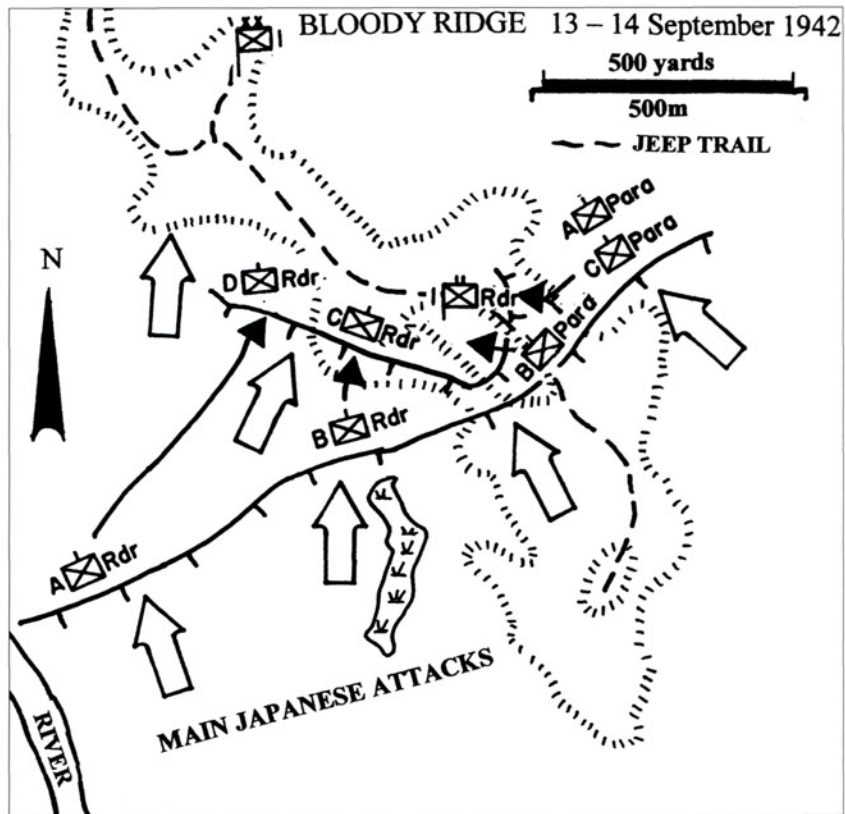 BLOODY RIDGE 13 – 14 September 1942
500 yards
500m
JEEP TRAIL
I
A Para
C Para
N
D Rdr
I Rdr
C Rdr
B Para
B Rdr
A Rdr
MAIN JAPANESE ATTACKS
RIVER